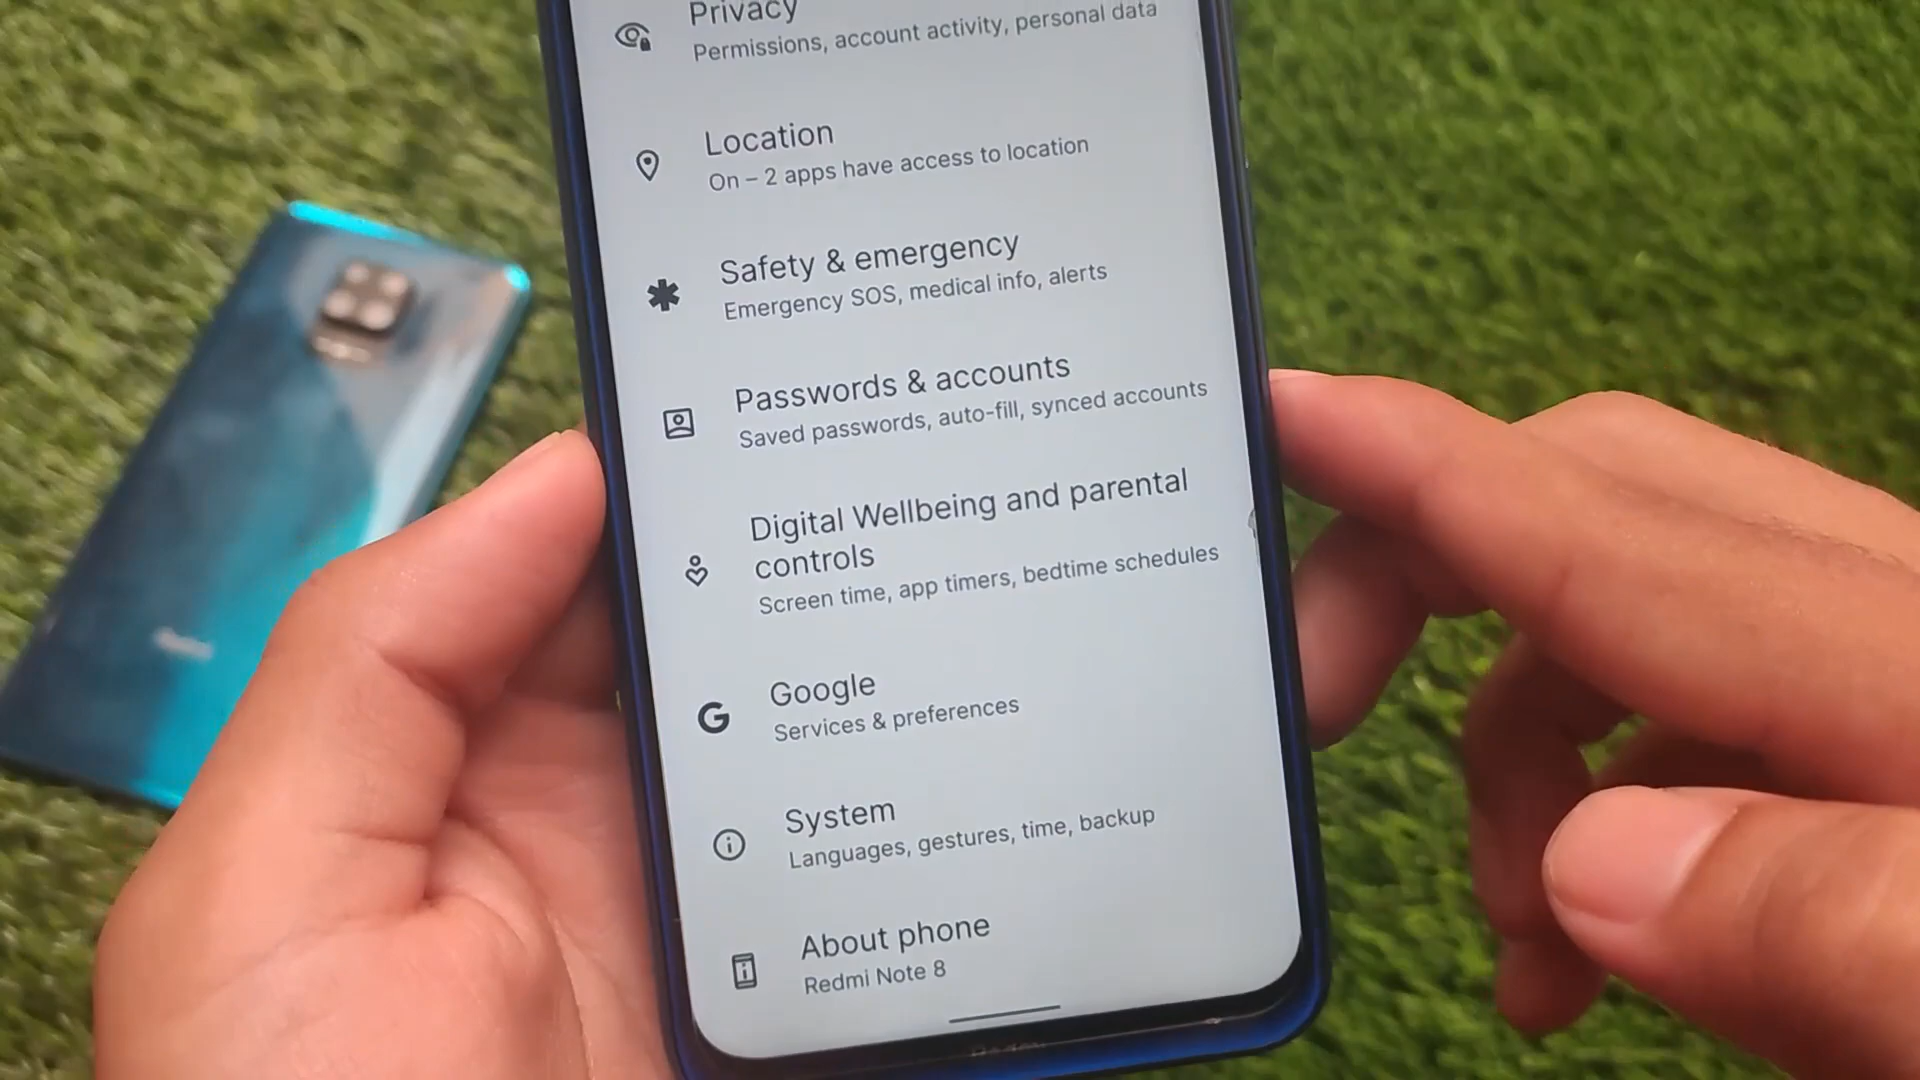 Privacy
Permissions, account activity, personal data
Location
On – 2 apps have access to location
Safety & emergency
Emergency SOS, medical info, alerts
Passwords & accounts
Saved passwords, auto-fill, synced accounts
Digital Wellbeing and parental
controls
Screen time, app timers, bedtime schedules
Google
Services & preferences
System
Languages, gestures, time, backup
About phone
Redmi Note 8